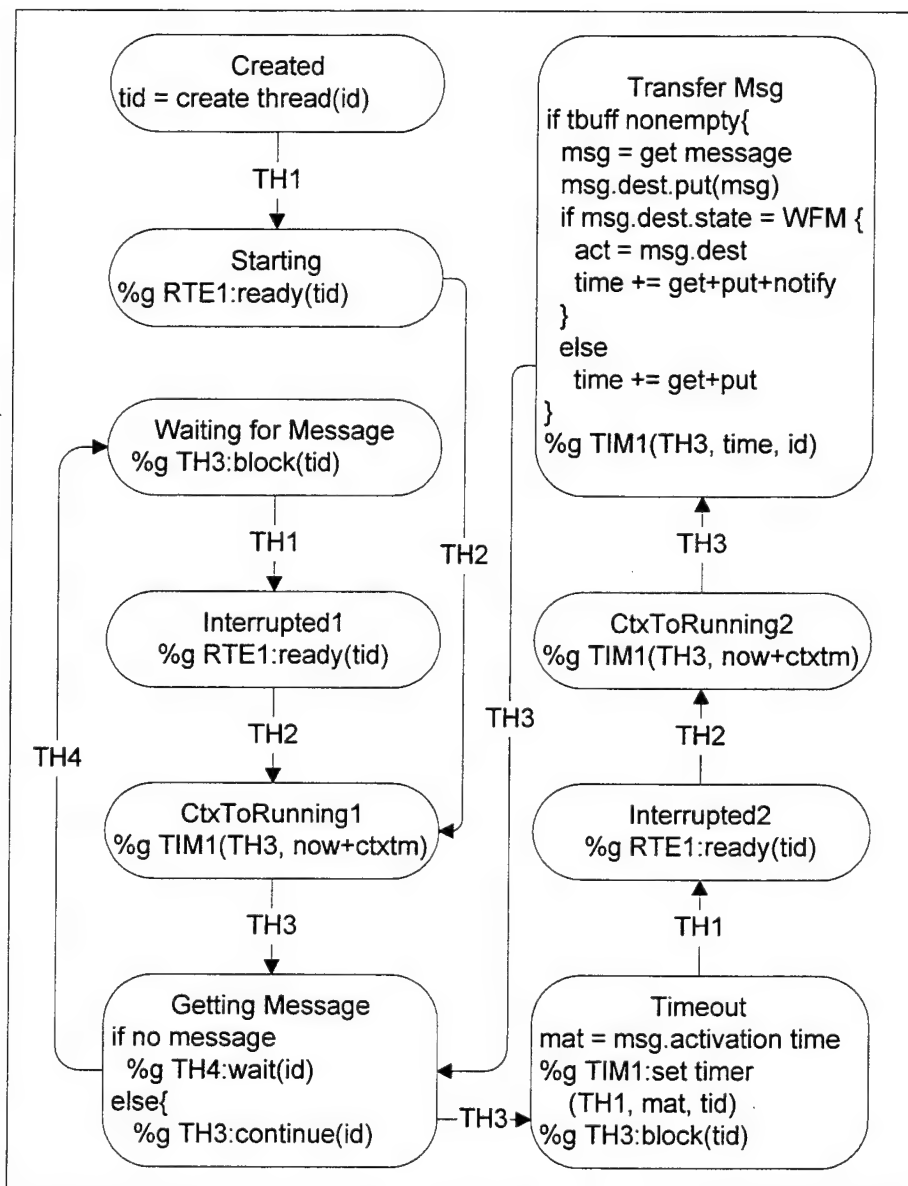 Created
tid = create thread(id)
TH1
Starting
%g RTE1:ready(tid)
Waiting for Message
%g TH3:block(tid)
TH1
TH2
Interrupted1
%g RTE1:ready(tid)
TH2
TH4
CtxToRunning1
%g TIM1(TH3, now+ctxtm)
TH3
Getting Message
if no message
%g TH4:wait(id)
else{
%g TH3:continue(id)
TH3
TH3
Transfer Msg
if tbuff nonempty{
msg = get message
msg.dest.put(msg)
if msg.dest.state = WFM {
act = msg.dest
time += get+put+notify
}
else
time += get+put
}
%g TIM1(TH3, time, id)
TH3
CtxToRunning2
%g TIM1(TH3, now+ctxtm)
TH2
Interrupted2
%g RTE1:ready(tid)
TH1
Timeout
mat = msg.activation time
%g TIM1:set timer
(TH1, mat, tid)
%g TH3:block(tid)